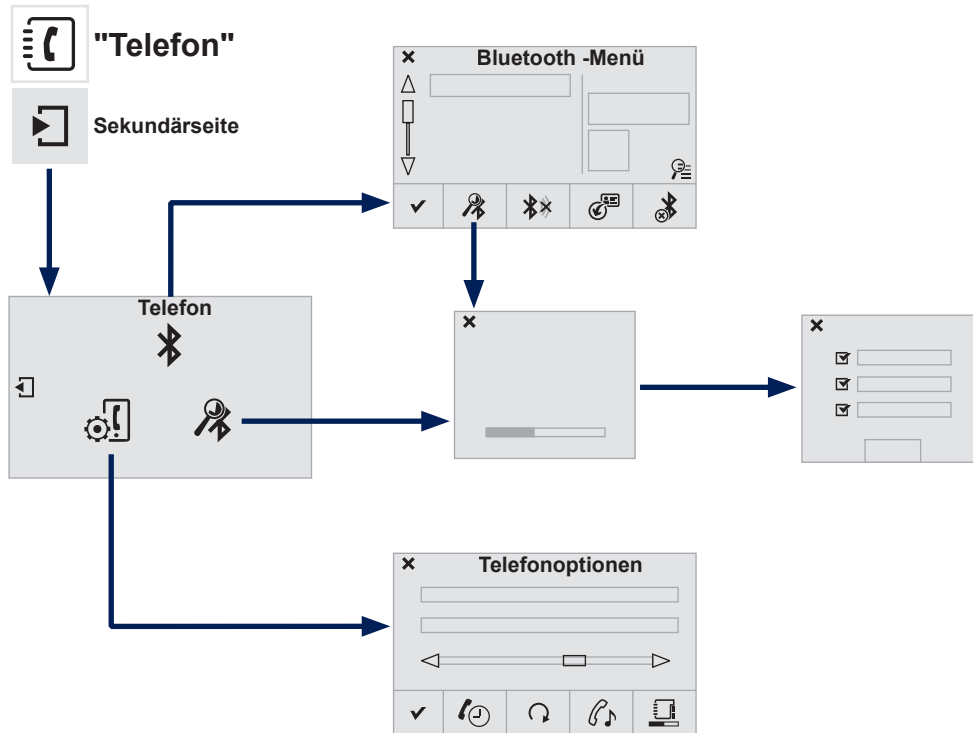 "Telefon"
Sekundärseite
Bluetooth -Menü
Telefon
Telefonoptionen